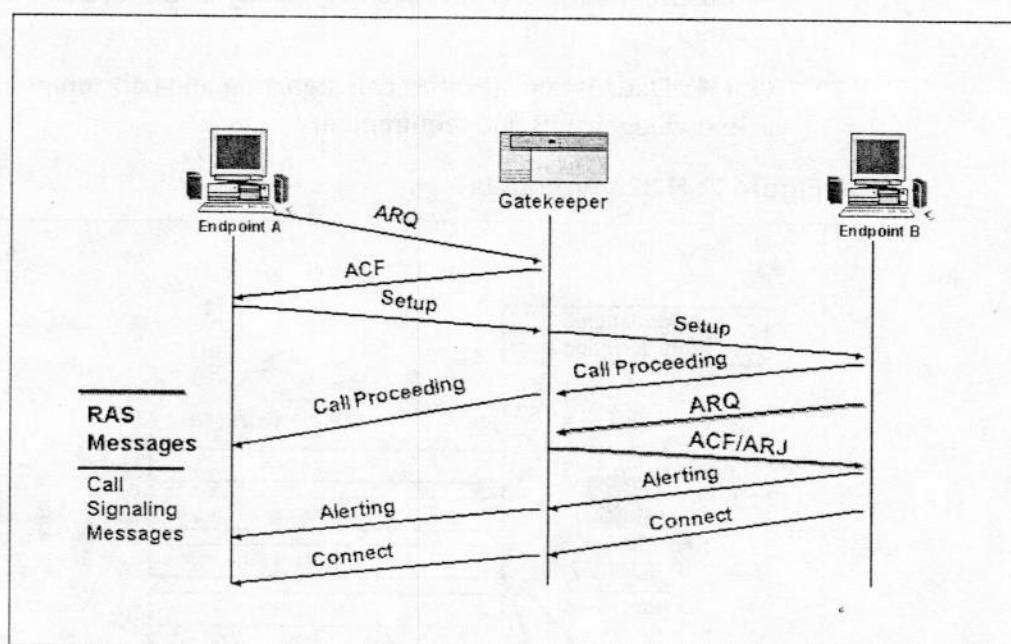 Endpoint A
Gatekeeper
Endpoint B
ARQ
ACF
Setup
Setup
Call Proceeding
Call Proceeding
ARQ
ACF/ARJ
Alerting
Alerting
Connect
Connect
RAS
Messages
Call
Signaling
Messages